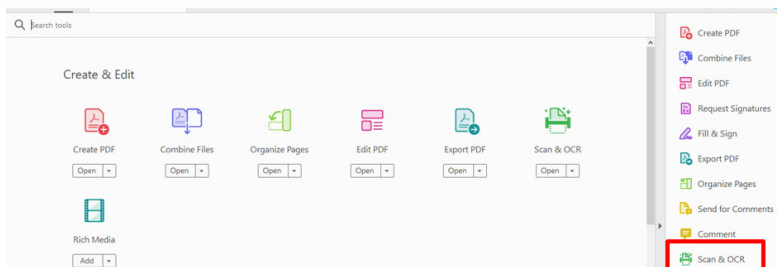 Search tools
Create & Edit
Create PDF
Combine Files
Organize Pages
Edit PDF
Export PDF
Scan & OCR
Open
Open
Open
Open
Open
Open
Rich Media
Add
Create PDF
Combine Files
Edit PDF
Request Signatures
Fill & Sign
Export PDF
Organize Pages
Send for Comments
Comment
Scan & OCR